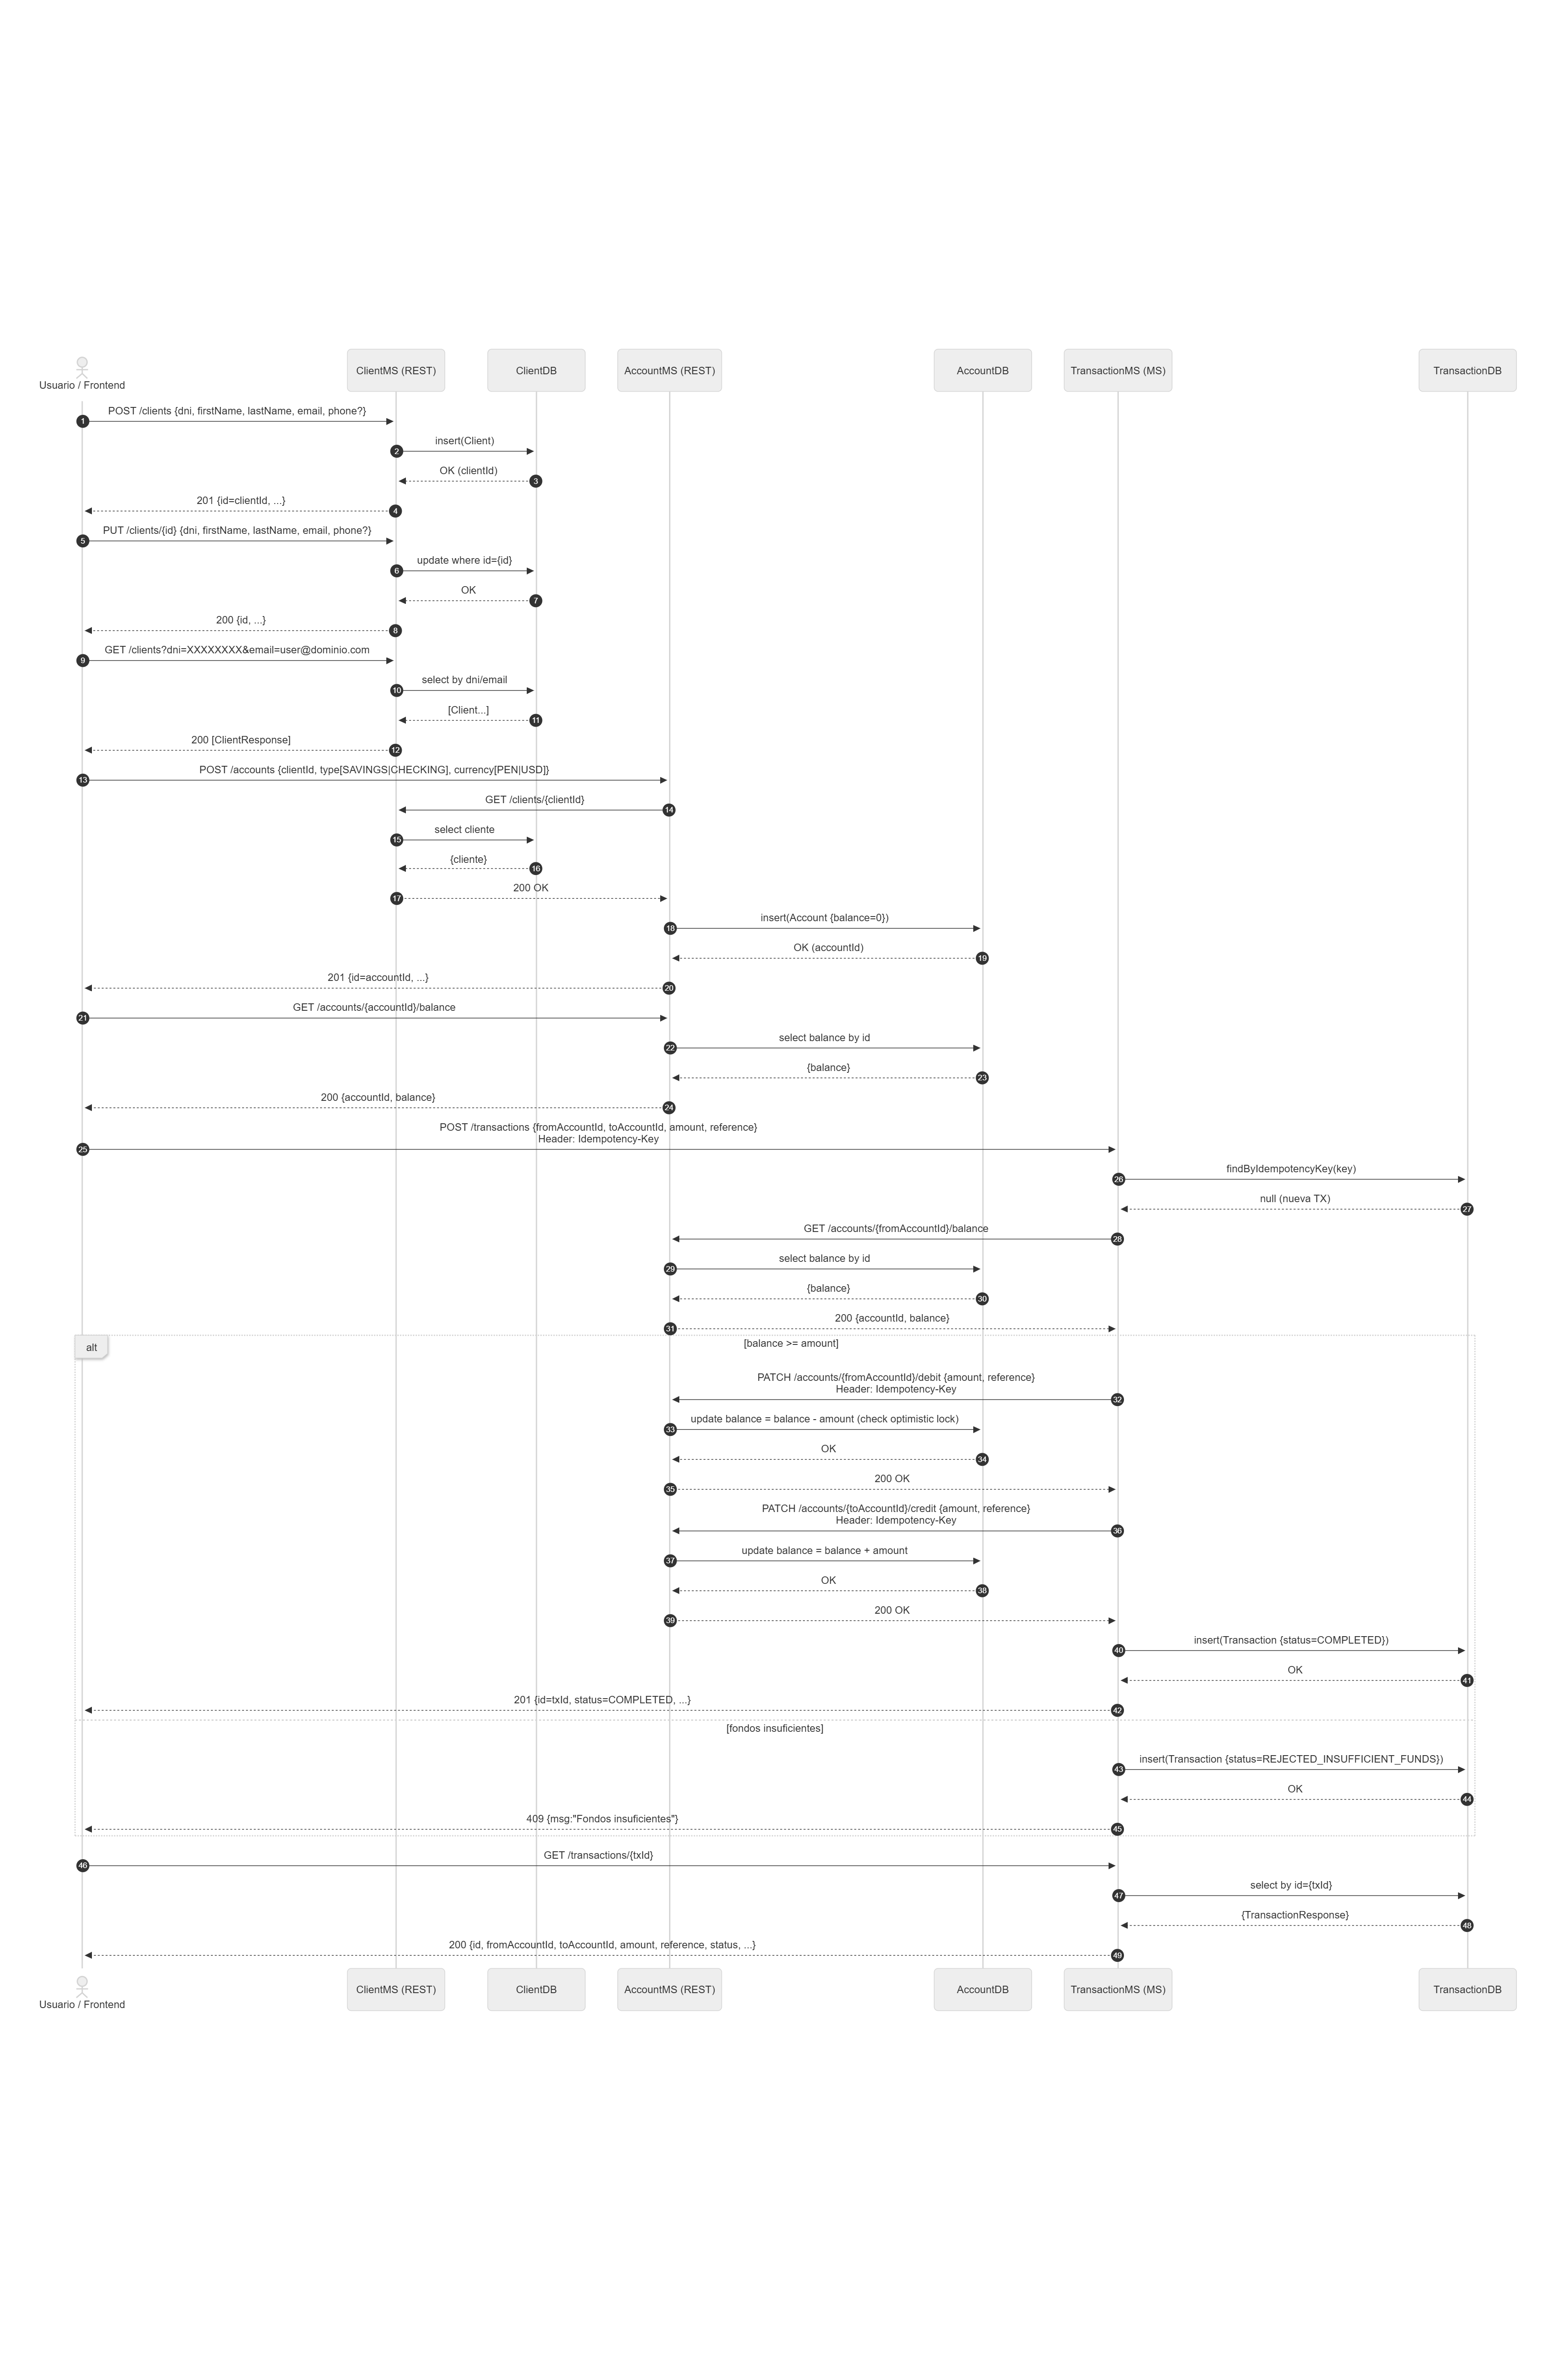 Usuario / Frontend
ClientMS (REST)
ClientDB
AccountMS (REST)
AccountDB
TransactionMS (MS)
TransactionDB
POST /clients {dni, firstName, lastName, email, phone?}
1
insert(Client)
2
OK (clientId)
3
201 {id=clientId, ...}
4
PUT /clients/{id} {dni, firstName, lastName, email, phone?}
5
update where id={id}
6
OK
7
200 {id, ...}
8
GET /clients?dni=XXXXXXXX&email=user@dominio.com
9
select by dni/email
10
[Client...]
11
200 [ClientResponse]
12
POST /accounts {clientId, type[SAVINGS|CHECKING], currency[PEN|USD]}
13
GET /clients/{clientId}
14
select cliente
15
{cliente}
16
200 OK
17
insert(Account {balance=0})
18
OK (accountId)
19
201 {id=accountId, ...}
20
GET /accounts/{accountId}/balance
21
select balance by id
22
{balance}
23
200 {accountId, balance}
24
POST /transactions {fromAccountId, toAccountId, amount, reference}
Header: Idempotency-Key
25
findByIdempotencyKey(key)
26
null (nueva TX)
27
GET /accounts/{fromAccountId}/balance
28
select balance by id
29
{balance}
30
200 {accountId, balance}
31
alt
[balance >= amount]
PATCH /accounts/{fromAccountId}/debit {amount, reference}
Header: Idempotency-Key
32
update balance = balance - amount (check optimistic lock)
33
OK
34
200 OK
35
PATCH /accounts/{toAccountId}/credit {amount, reference}
Header: Idempotency-Key
36
update balance = balance + amount
37
OK
38
200 OK
39
insert(Transaction {status=COMPLETED})
40
OK
41
201 {id=txId, status=COMPLETED, ...}
42
[fondos insuficientes]
insert(Transaction {status=REJECTED_INSUFFICIENT_FUNDS})
43
OK
44
409 {msg:"Fondos insuficientes"}
45
GET /transactions/{txId}
46
select by id={txId}
47
{TransactionResponse}
48
200 {id, fromAccountId, toAccountId, amount, reference, status, ...}
49
Usuario / Frontend
ClientMS (REST)
ClientDB
AccountMS (REST)
AccountDB
TransactionMS (MS)
TransactionDB